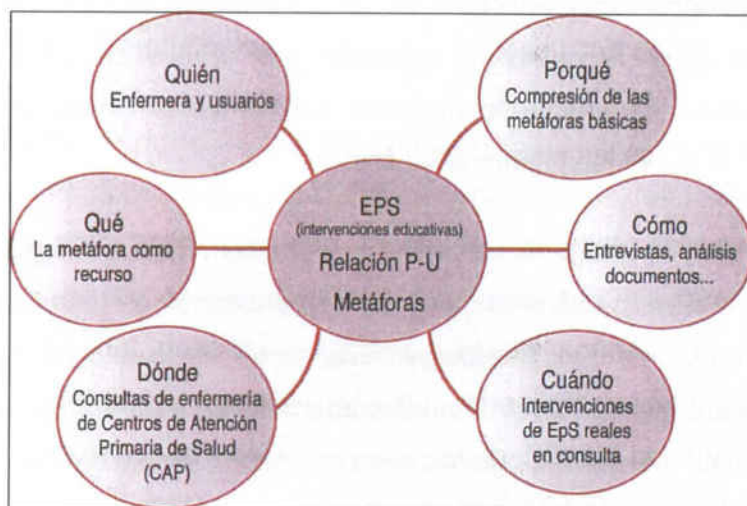 Quién
Enfermera y usuarios
Porqué
Compresión de las
metáforas básicas
Qué
La metáfora como
recurso
EPS
(intervenciones educativas)
Relación P-U
Metáforas
Cómo
Entrevistas, análisis
documentos...
Dónde
Consultas de enfermería
de Centros de Atención
Primaria de Salud
(CAP)
Cuándo
Intervenciones
de EpS reales
en consulta